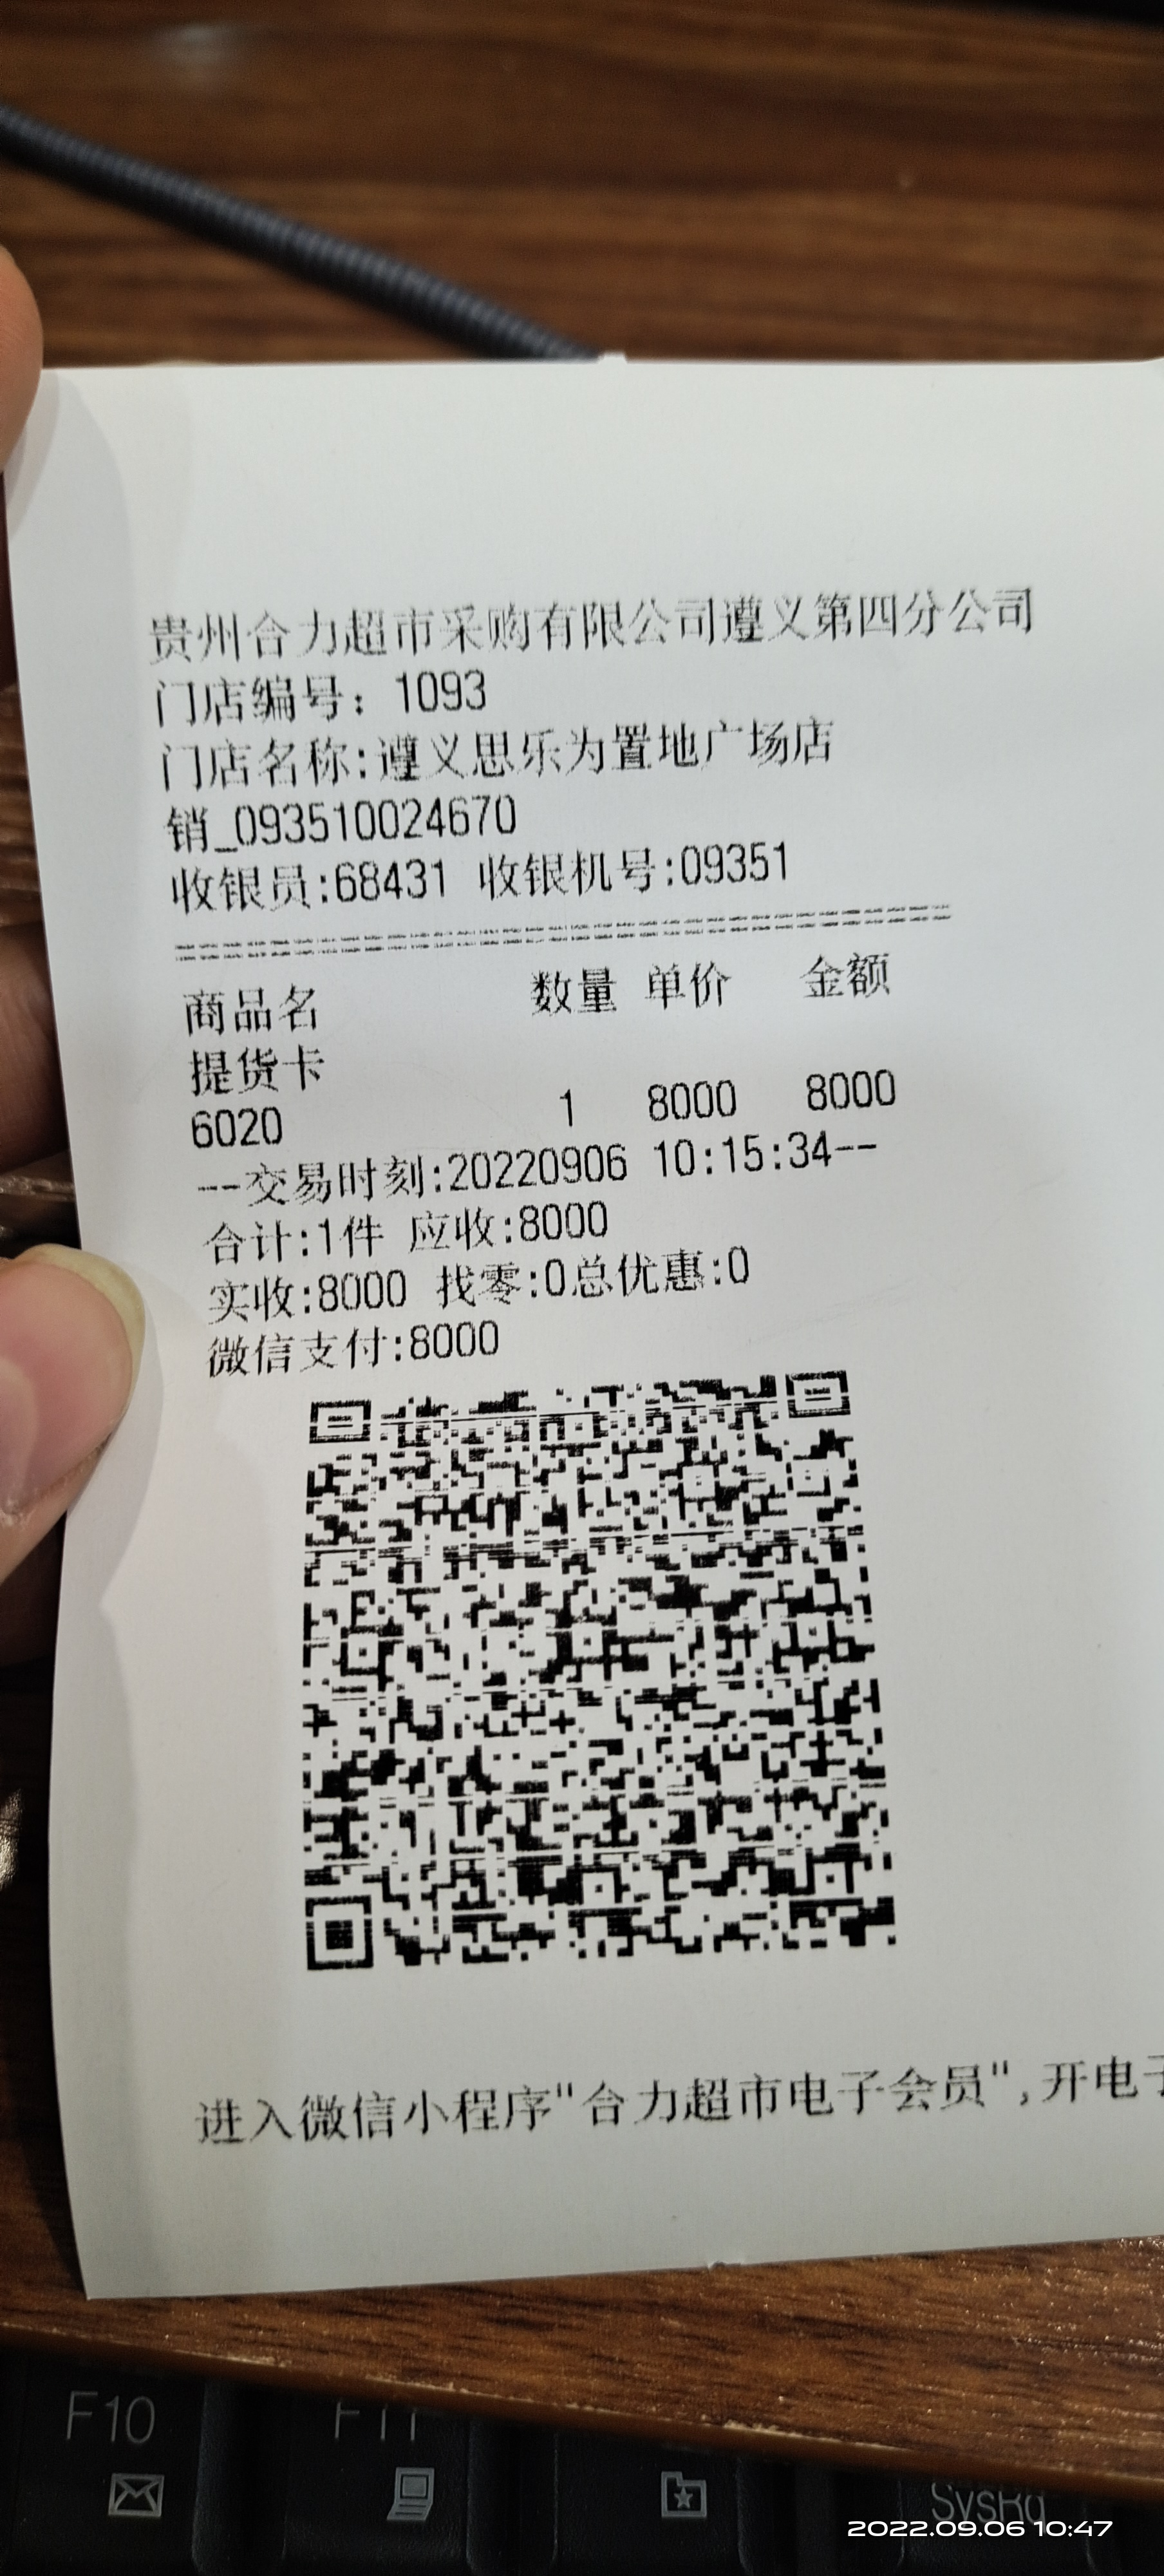 贵州合力超市采购有限公司遵义第四分公司
门店编号：1093
门店名称:遵义思乐为置地广场店
销_093510024670
收银员:68431 收银机号:09351
商品名 数量 单价 金额
提货卡
6020 1 8000 8000
--交易时刻:20220906 10:15:34--
合计:1件 应收:8000
实收:8000 找零:0总优惠:0
微信支付:8000
进入微信小程序"合力超市电子会员",开电子
F10 F11
SysRq
2022.09.06 10:47